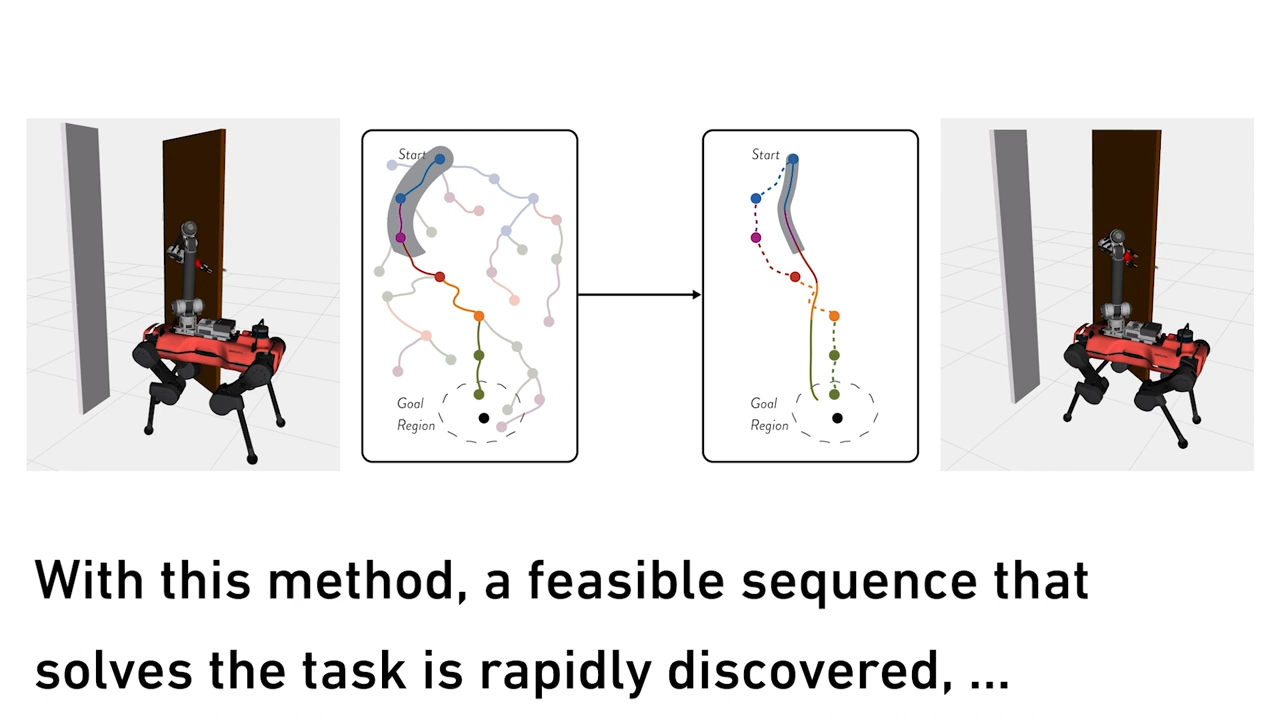 Start
Goal
Region
Start
Goal
Region
With this method, a feasible sequence that
solves the task is rapidly discovered, ...